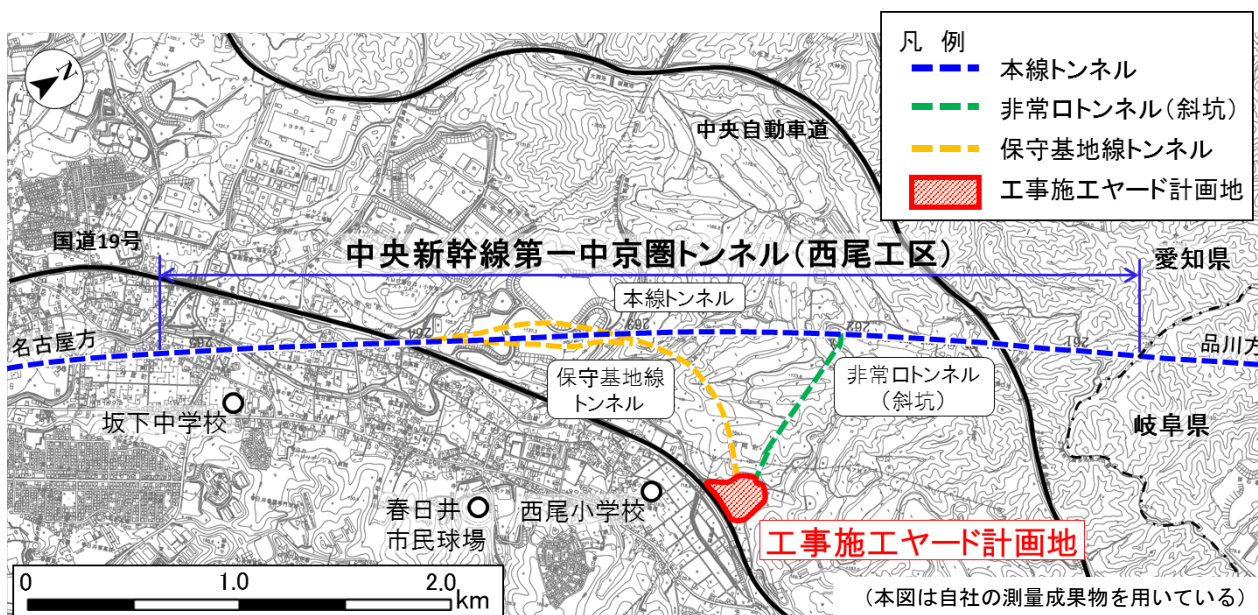 凡 例
本線トンネル
非常口トンネル（斜坑）
保守基地線トンネル
工事施工ヤード計画地
N
中央自動車道
国道19号
中央新幹線第一中京圏トンネル（西尾工区）
愛知県
本線トンネル
名古屋方
265
264
263
262
261
品川方
保守基地線
トンネル
非常口トンネル
（斜坑）
坂下中学校
岐阜県
春日井
市民球場
西尾小学校
工事施工ヤード計画地
0 1.0 2.0
km
（本図は自社の測量成果物を用いている）